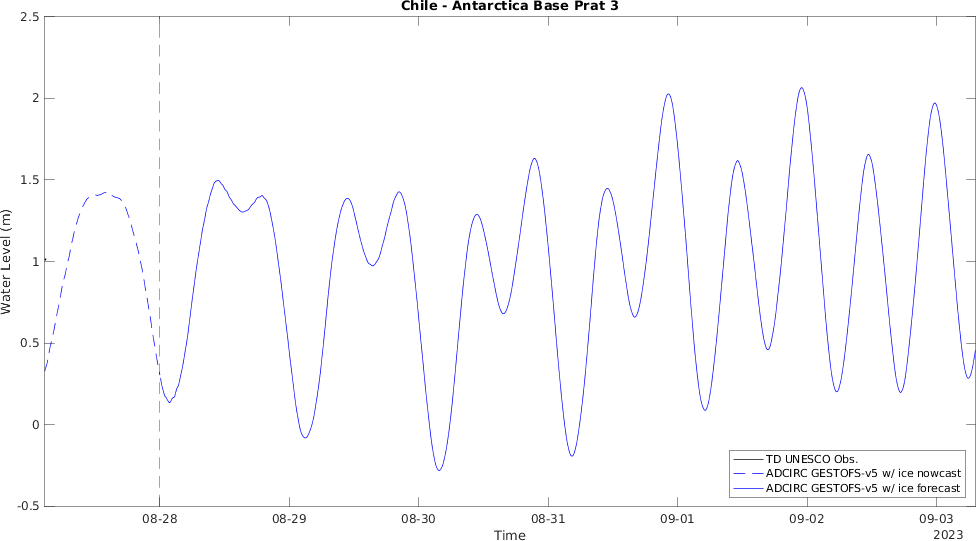 Chile - Antarctica Base Prat 3
Water Level (m)
2.5
2
1.5
1
0.5
0
-0.5
08-28
08-29
08-30
08-31
09-01
09-02
09-03
Time
2023
TD UNESCO Obs.
ADCIRC GESTOFS-v5 w/ ice nowcast
ADCIRC GESTOFS-v5 w/ ice forecast